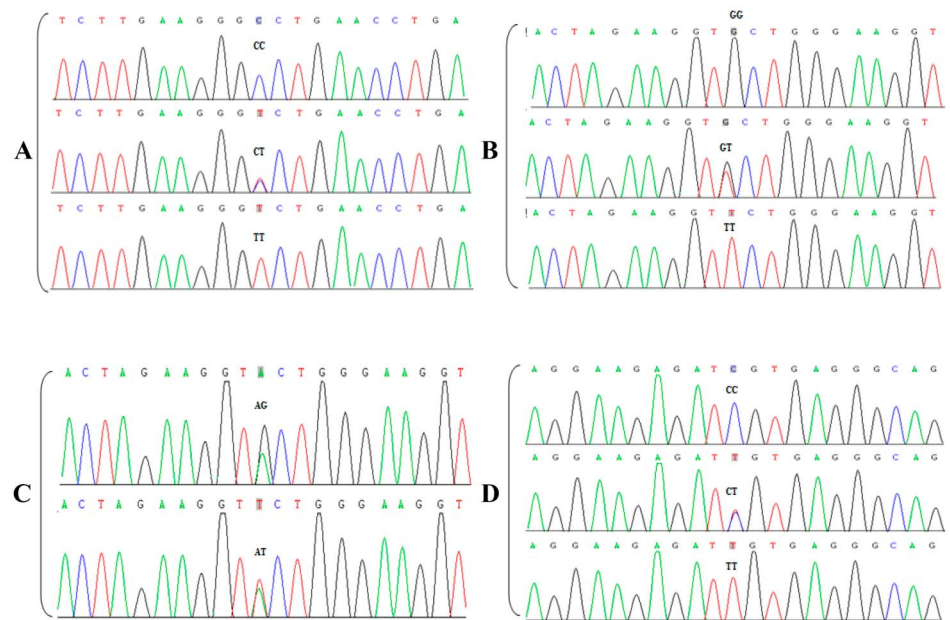 T C T T G A A G G G C C T G A A C C T G A
CC
T C T T G A A G G G T C T G A A C C T G A
A
CT
T C T T G A A G G G T C T G A A C C T G A
TT
GG
! A C T A G A A G G T G C T G G G A A G G T
A C T A G A A G G T G C T G G G A A G G T
B
GT
! A C T A G A A G G T T C T G G G A A G G T
TT
A C T A G A A G G T A C T G G G A A G G T
AG
C
A C T A G A A G G T T C T G G G A A G G T
AT
A G G A A G A G A T C G T G A G G G C A G
CC
A G G A A G A G A T T G T G A G G G C A G
D
CT
A G G A A G A G A T T G T G A G G G C A G
TT